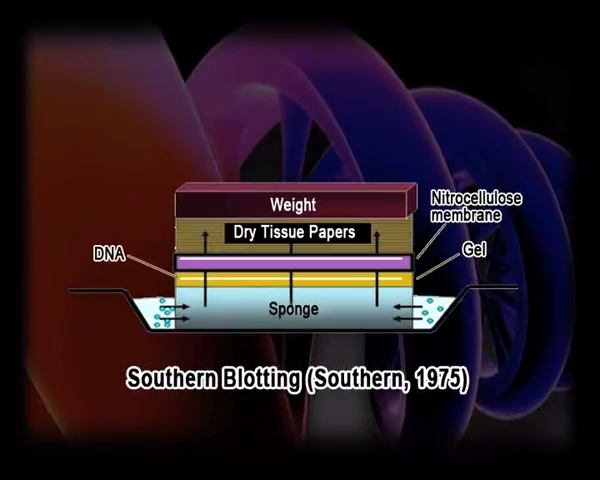 Weight
Nitrocellulose
membrane
Dry Tissue Papers
DNA
Gel
Sponge
Southern Blotting (Southern, 1975)